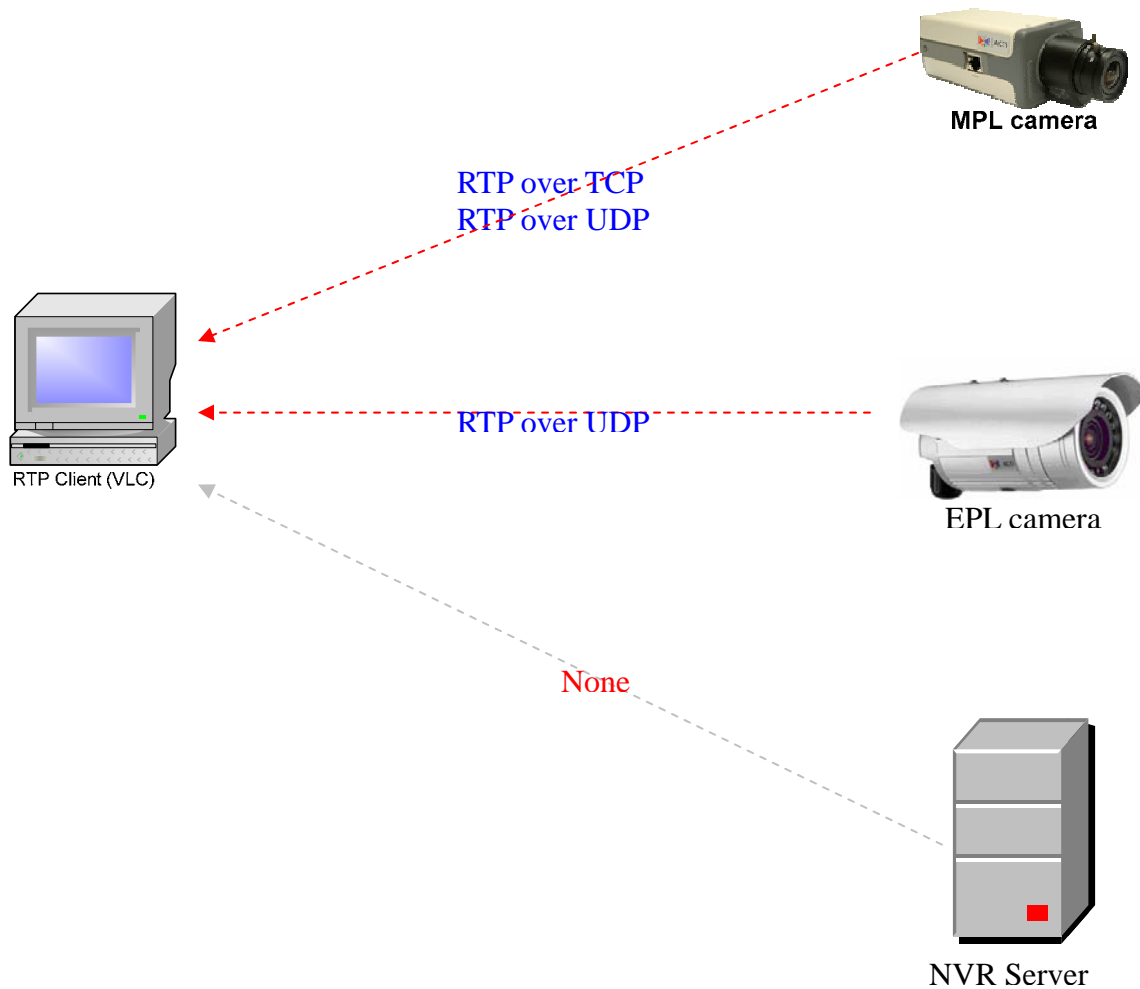 ACTi
MPL camera
RTP over TCP
RTP over UDP
RTP over UDP
RTP Client (VLC)
EPL camera
None
NVR Server